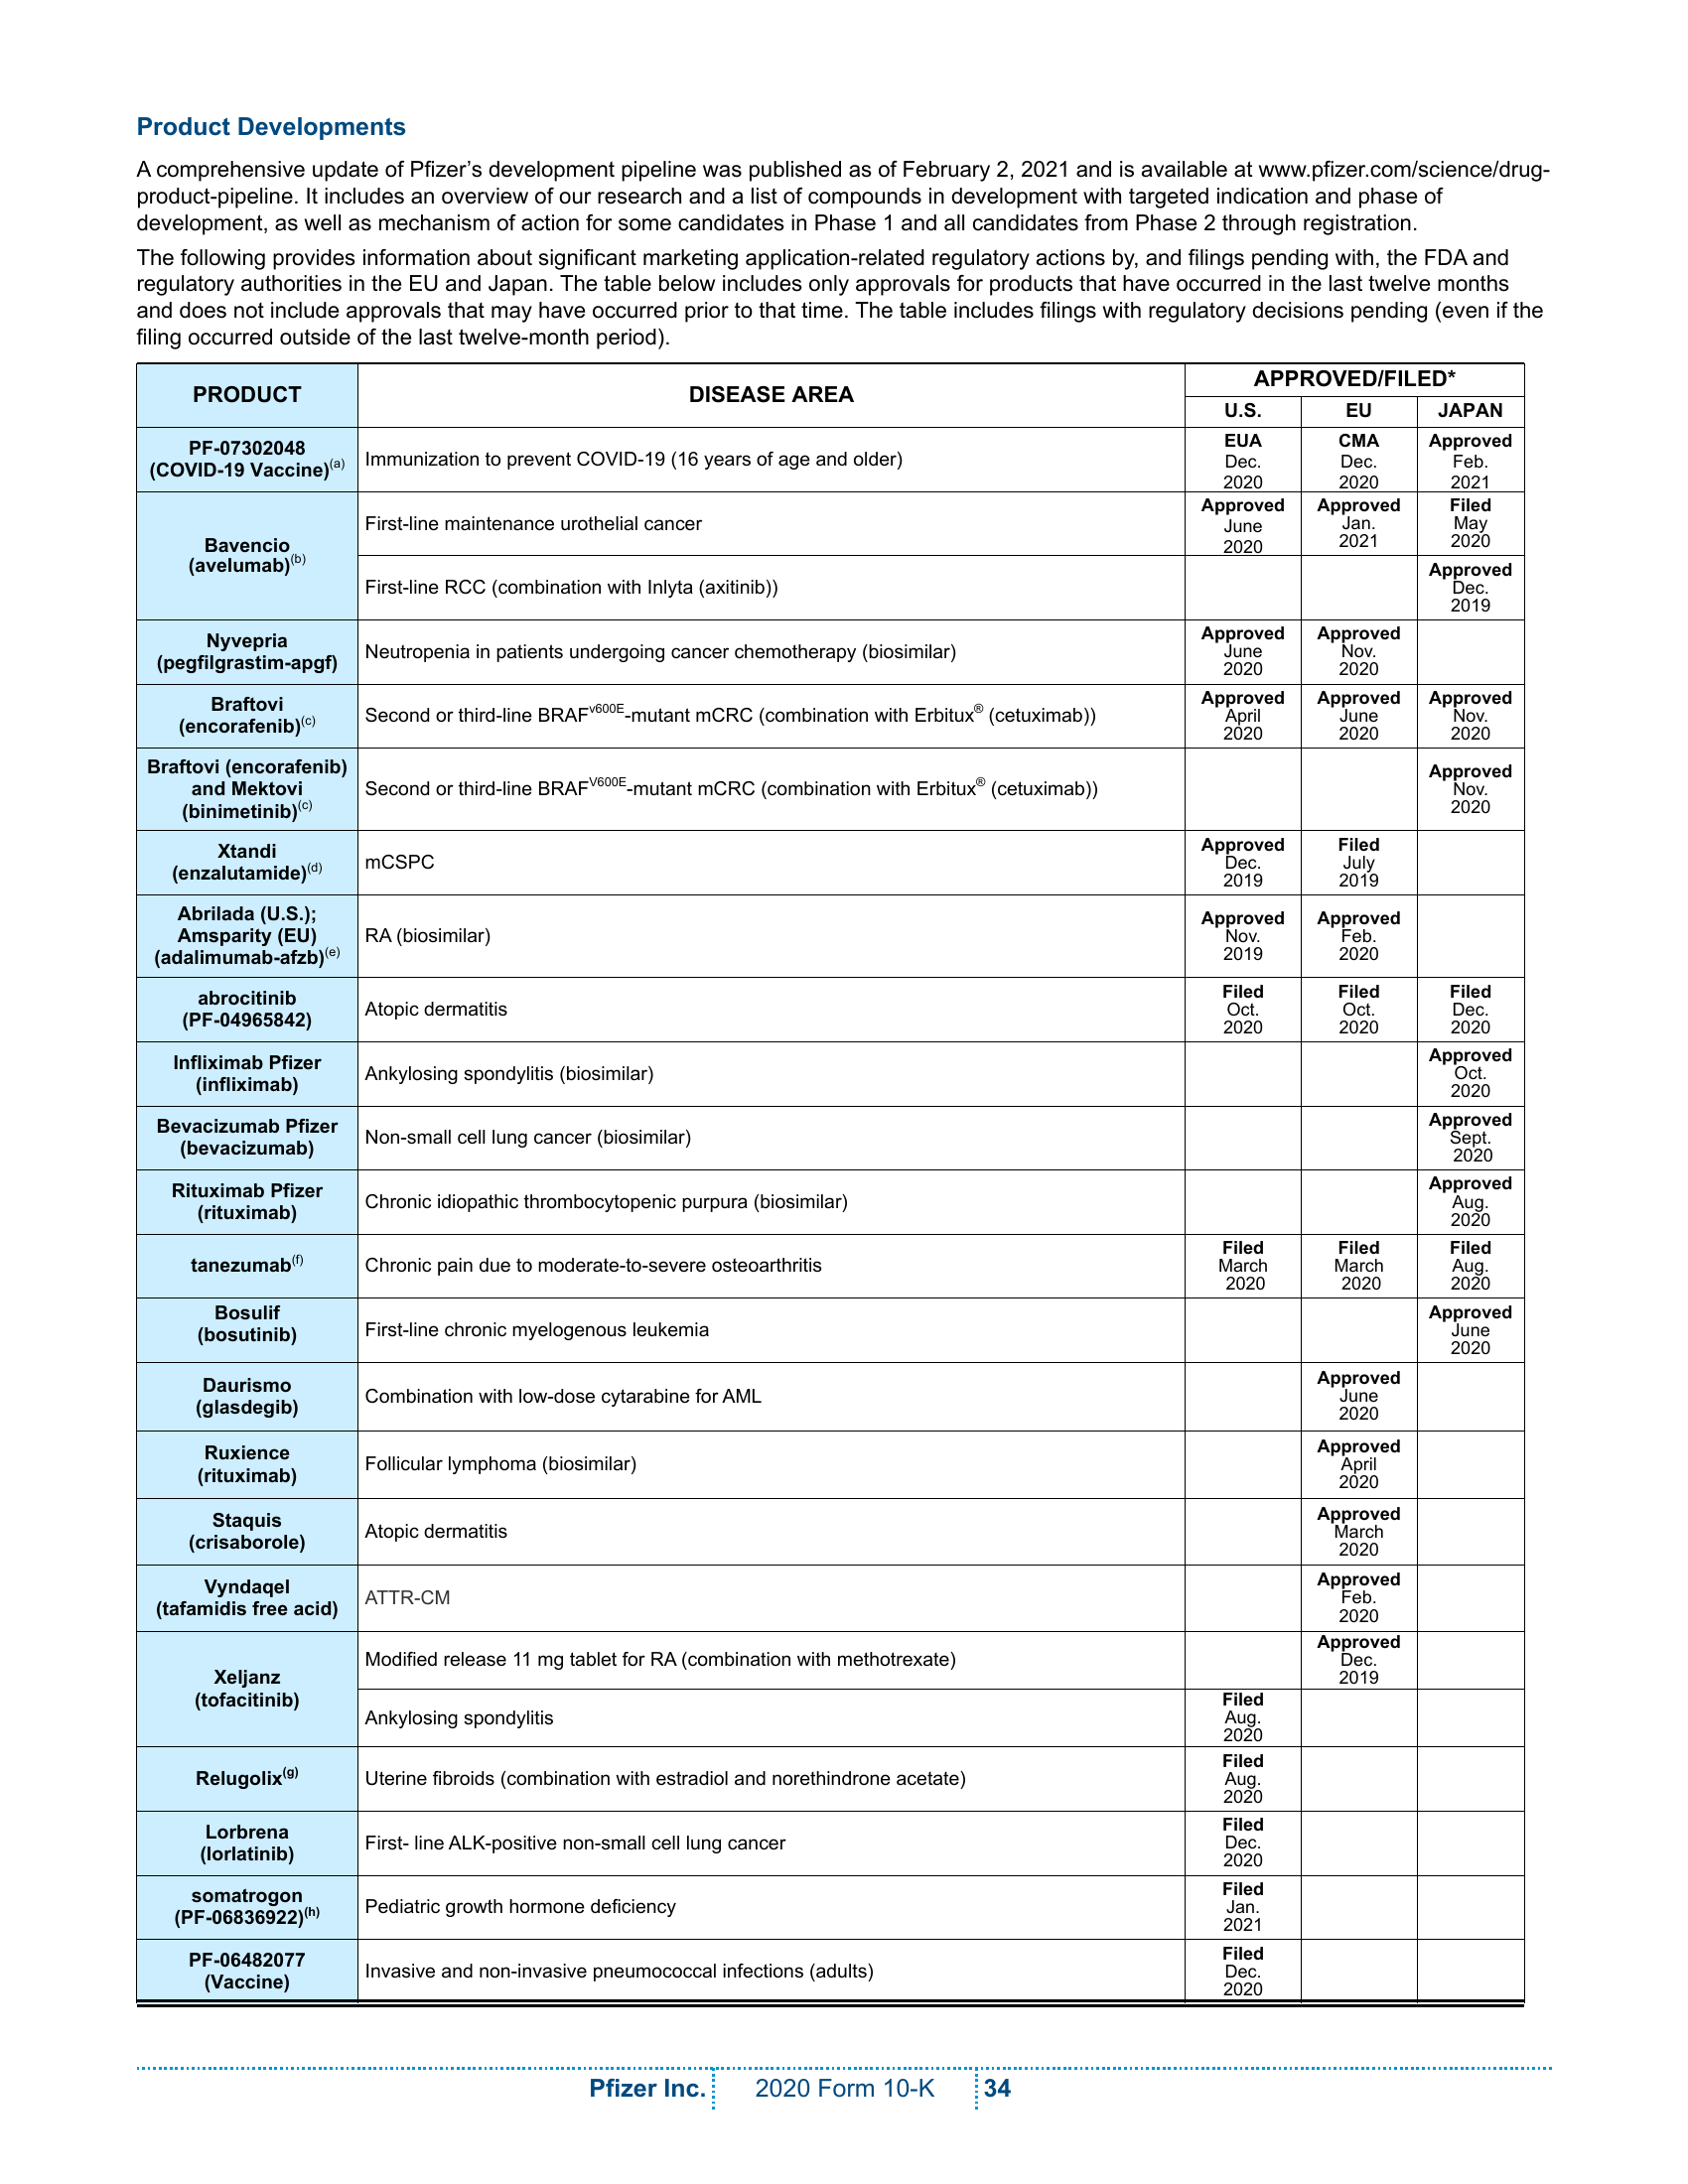 Product Developments
A comprehensive update of Pfizer’s development pipeline was published as of February 2, 2021 and is available at www.pfizer.com/science/drug-
product-pipeline. It includes an overview of our research and a list of compounds in development with targeted indication and phase of
development, as well as mechanism of action for some candidates in Phase 1 and all candidates from Phase 2 through registration.
The following provides information about significant marketing application-related regulatory actions by, and filings pending with, the FDA and
regulatory authorities in the EU and Japan. The table below includes only approvals for products that have occurred in the last twelve months
and does not include approvals that may have occurred prior to that time. The table includes filings with regulatory decisions pending (even if the
filing occurred outside of the last twelve-month period).
PRODUCT
DISEASE AREA
APPROVED/FILED*
U.S.
EU
JAPAN
PF-07302048
(COVID-19 Vaccine)(a)
Immunization to prevent COVID-19 (16 years of age and older)
EUA
Dec.
2020
CMA
Dec.
2020
Approved
Feb.
2021
Bavencio
(avelumab)(b)
First-line maintenance urothelial cancer
Approved
June
2020
Approved
Jan.
2021
Filed
May
2020
First-line RCC (combination with Inlyta (axitinib))
Approved
Dec.
2019
Nyvepria
(pegfilgrastim-apgf)
Neutropenia in patients undergoing cancer chemotherapy (biosimilar)
Approved
June
2020
Approved
Nov.
2020
Braftovi
(encorafenib)(c)
Second or third-line BRAFv600E-mutant mCRC (combination with Erbitux® (cetuximab))
Approved
April
2020
Approved
June
2020
Approved
Nov.
2020
Braftovi (encorafenib)
and Mektovi
(binimetinib)(c)
Second or third-line BRAFV600E-mutant mCRC (combination with Erbitux® (cetuximab))
Approved
Nov.
2020
Xtandi
(enzalutamide)(d)
mCSPC
Approved
Dec.
2019
Filed
July
2019
Abrilada (U.S.);
Amsparity (EU)
(adalimumab-afzb)(e)
RA (biosimilar)
Approved
Nov.
2019
Approved
Feb.
2020
abrocitinib
(PF-04965842)
Atopic dermatitis
Filed
Oct.
2020
Filed
Oct.
2020
Filed
Dec.
2020
Infliximab Pfizer
(infliximab)
Ankylosing spondylitis (biosimilar)
Approved
Oct.
2020
Bevacizumab Pfizer
(bevacizumab)
Non-small cell lung cancer (biosimilar)
Approved
Sept.
2020
Rituximab Pfizer
(rituximab)
Chronic idiopathic thrombocytopenic purpura (biosimilar)
Approved
Aug.
2020
tanezumab(f)
Chronic pain due to moderate-to-severe osteoarthritis
Filed
March
2020
Filed
March
2020
Filed
Aug.
2020
Bosulif
(bosutinib)
First-line chronic myelogenous leukemia
Approved
June
2020
Daurismo
(glasdegib)
Combination with low-dose cytarabine for AML
Approved
June
2020
Ruxience
(rituximab)
Follicular lymphoma (biosimilar)
Approved
April
2020
Staquis
(crisaborole)
Atopic dermatitis
Approved
March
2020
Vyndaqel
(tafamidis free acid)
ATTR-CM
Approved
Feb.
2020
Xeljanz
(tofacitinib)
Modified release 11 mg tablet for RA (combination with methotrexate)
Approved
Dec.
2019
Ankylosing spondylitis
Filed
Aug.
2020
Relugolix(g)
Uterine fibroids (combination with estradiol and norethindrone acetate)
Filed
Aug.
2020
Lorbrena
(lorlatinib)
First- line ALK-positive non-small cell lung cancer
Filed
Dec.
2020
somatrogon
(PF-06836922)(h)
Pediatric growth hormone deficiency
Filed
Jan.
2021
PF-06482077
(Vaccine)
Invasive and non-invasive pneumococcal infections (adults)
Filed
Dec.
2020
Pfizer Inc. 2020 Form 10-K 34